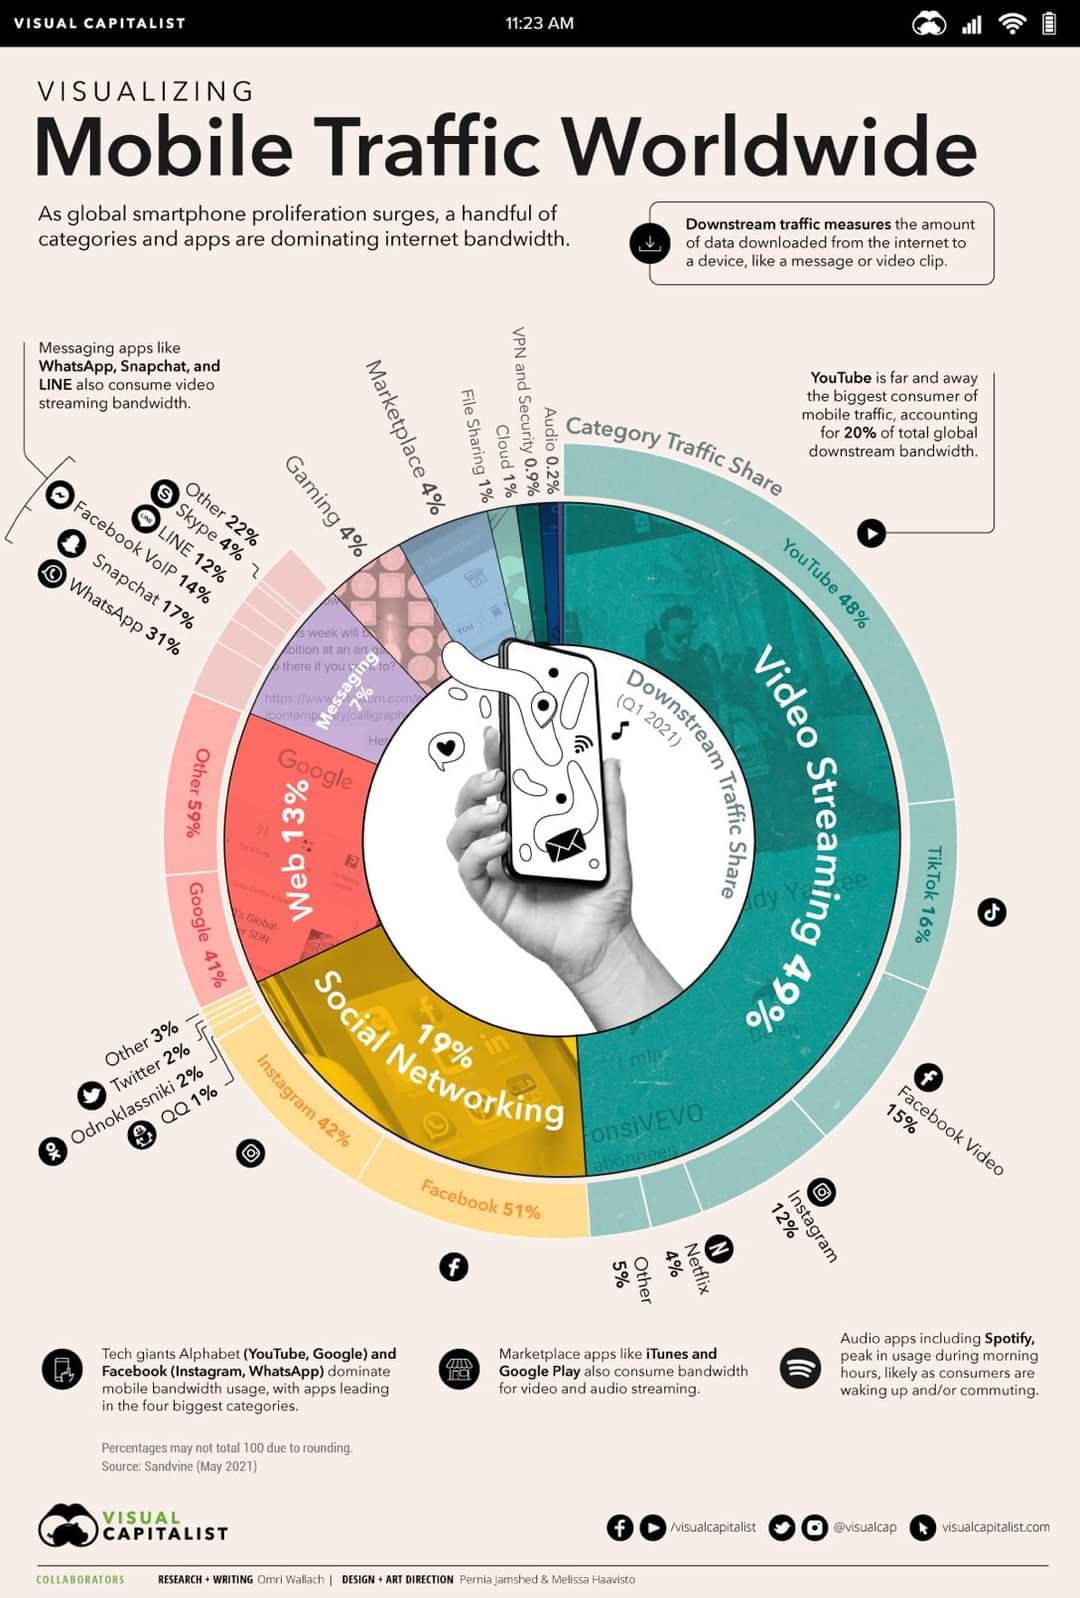 VISUAL CAPITALIST
11:23 AM
VISUALIZING
Mobile Traffic Worldwide
As global smartphone proliferation surges, a handful of
categories and apps are dominating internet bandwidth.
Downstream traffic measures the amount
of data downloaded from the internet to
a device, like a message or video clip.
Messaging apps like
WhatsApp, Snapchat, and
LINE also consume video
streaming bandwidth.
YouTube is far and away
the biggest consumer of
mobile traffic, accounting
for 20% of total global
downstream bandwidth.
Category Traffic Share
Downstream Traffic Share
(Q1 2021)
Video Streaming 49%
YouTube 48%
TikTok 16%
Facebook Video
15%
Instagram
12%
Netflix
4%
Other
5%
Social Networking
19%
Facebook 51%
Instagram 42%
QQ 1%
Odnoklassniki 2%
Twitter 2%
Other 3%
Web 13%
Google 41%
Other 59%
Google
Messaging
7%
WhatsApp 31%
Snapchat 17%
Facebook VoIP 14%
LINE 12%
Skype 4%
Other 22%
LINE
Gaming 4%
Marketplace 4%
File Sharing 1%
Cloud 1%
VPN and Security 0.9%
Audio 0.2%
s week will b
there if you
https://www
You
onsiVEVO
abonnées
Tech giants Alphabet (YouTube, Google) and
Facebook (Instagram, WhatsApp) dominate
mobile bandwidth usage, with apps leading
in the four biggest categories.
Marketplace apps like iTunes and
Google Play also consume bandwidth
for video and audio streaming.
Audio apps including Spotify,
peak in usage during morning
hours, likely as consumers are
waking up and/or commuting.
Percentages may not total 100 due to rounding.
Source: Sandvine (May 2021)
VISUAL
CAPITALIST
/visualcapitalist
@visualcap
visualcapitalist.com
COLLABORATORS
RESEARCH + WRITING Omri Wallach | DESIGN + ART DIRECTION Pernia Jamshed & Melissa Haavisto